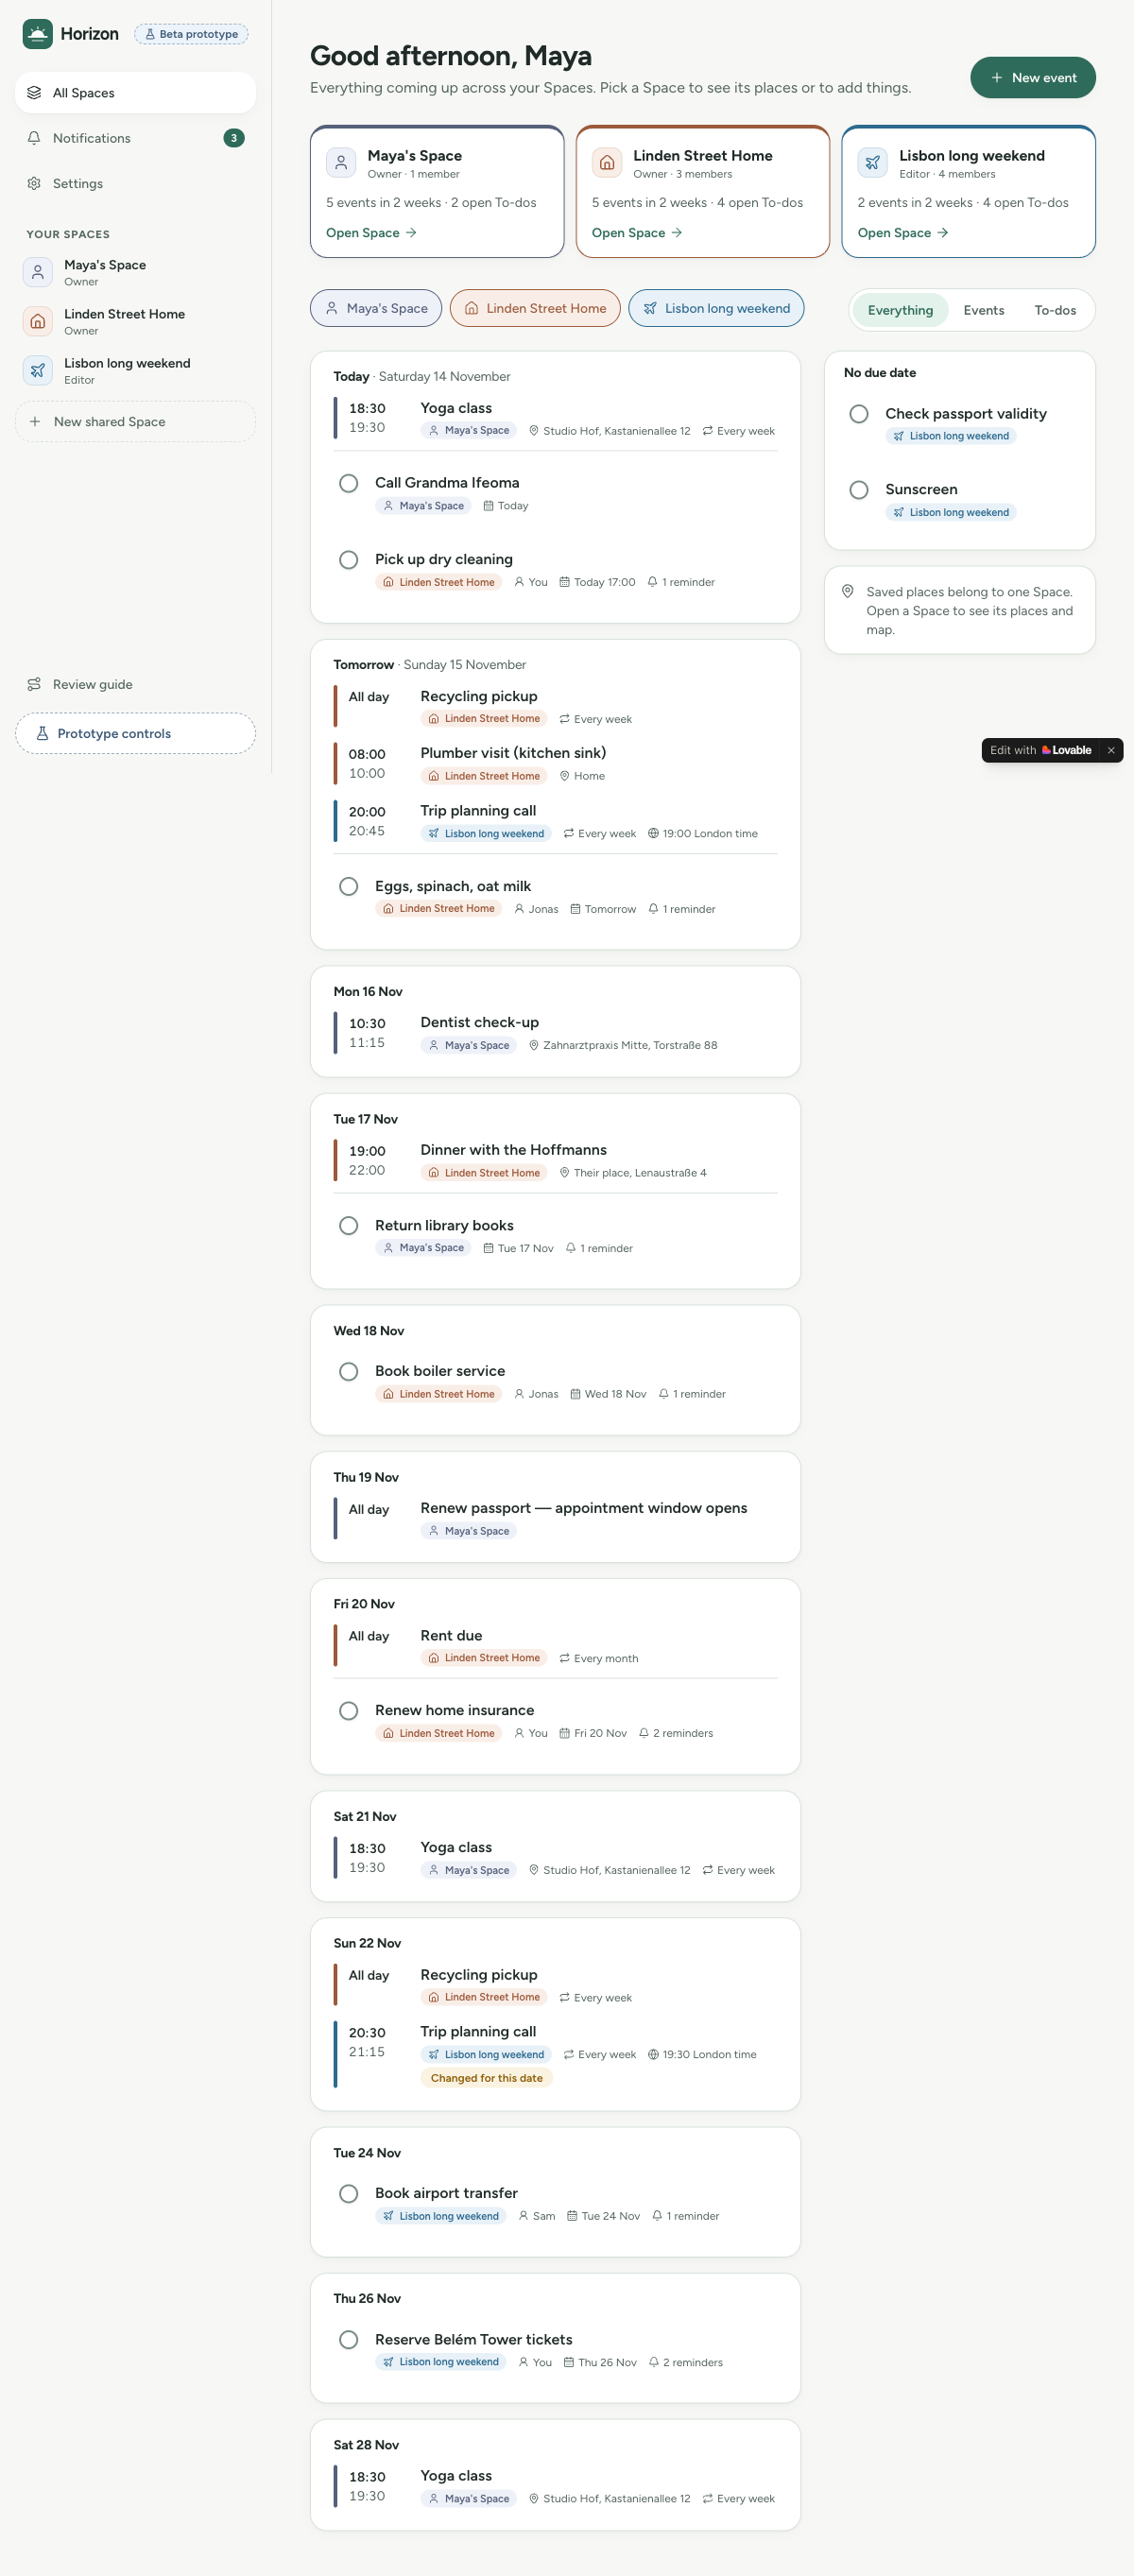 Horizon
Beta prototype
All Spaces
Notifications
3
Settings
YOUR SPACES
Maya's Space
Owner
Linden Street Home
Owner
Lisbon long weekend
Editor
New shared Space
Review guide
Prototype controls
Good afternoon, Maya
Everything coming up across your Spaces. Pick a Space to see its places or to add things.
New event
Maya's Space
Owner · 1 member
5 events in 2 weeks · 2 open To-dos
Open Space
Linden Street Home
Owner · 3 members
5 events in 2 weeks · 4 open To-dos
Open Space
Lisbon long weekend
Editor · 4 members
2 events in 2 weeks · 4 open To-dos
Open Space
Maya's Space Linden Street Home Lisbon long weekend
Everything Events To-dos
Today · Saturday 14 November
18:30 Yoga class
19:30 Maya's Space Studio Hof, Kastanienallee 12 Every week
Call Grandma Ifeoma
Maya's Space Today
Pick up dry cleaning
Linden Street Home You Today 17:00 1 reminder
Tomorrow · Sunday 15 November
All day Recycling pickup
Linden Street Home Every week
08:00 Plumber visit (kitchen sink)
10:00 Linden Street Home Home
20:00 Trip planning call
20:45 Lisbon long weekend Every week 19:00 London time
Eggs, spinach, oat milk
Linden Street Home Jonas Tomorrow 1 reminder
Mon 16 Nov
10:30 Dentist check-up
11:15 Maya's Space Zahnarztpraxis Mitte, Torstraße 88
Tue 17 Nov
19:00 Dinner with the Hoffmanns
22:00 Linden Street Home Their place, Lenaustraße 4
Return library books
Maya's Space Tue 17 Nov 1 reminder
Wed 18 Nov
Book boiler service
Linden Street Home Jonas Wed 18 Nov 1 reminder
Thu 19 Nov
All day Renew passport — appointment window opens
Maya's Space
Fri 20 Nov
All day Rent due
Linden Street Home Every month
Renew home insurance
Linden Street Home You Fri 20 Nov 2 reminders
Sat 21 Nov
18:30 Yoga class
19:30 Maya's Space Studio Hof, Kastanienallee 12 Every week
Sun 22 Nov
All day Recycling pickup
Linden Street Home Every week
20:30 Trip planning call
21:15 Lisbon long weekend Every week 19:30 London time
Changed for this date
Tue 24 Nov
Book airport transfer
Lisbon long weekend Sam Tue 24 Nov 1 reminder
Thu 26 Nov
Reserve Belém Tower tickets
Lisbon long weekend You Thu 26 Nov 2 reminders
Sat 28 Nov
18:30 Yoga class
19:30 Maya's Space Studio Hof, Kastanienallee 12 Every week
No due date
Check passport validity
Lisbon long weekend
Sunscreen
Lisbon long weekend
Saved places belong to one Space.
Open a Space to see its places and
map.
Edit with Lovable